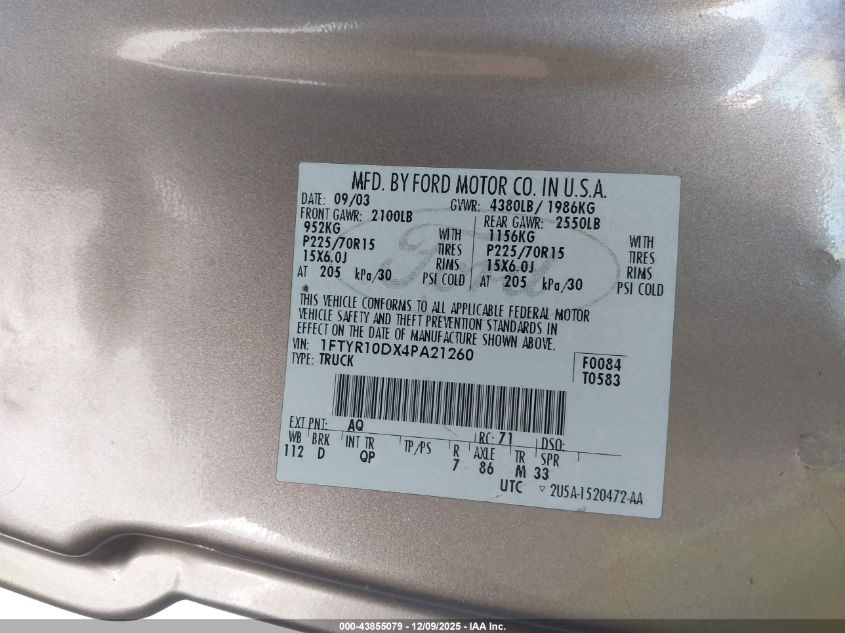 MFD. BY FORD MOTOR CO. IN U.S.A.
DATE: 09/03 GVWR: 4380LB/ 1986KG
FRONT GAWR: 2100LB REAR GAWR: 2550LB
952KG WITH 1156KG WITH
P225/70R15 TIRES P225/70R15 TIRES
15X6.0J RIMS 15X6.0J RIMS
AT 205 kPa/30 PSI COLD AT 205 kPa/30 PSI COLD
THIS VEHICLE CONFORMS TO ALL APPLICABLE FEDERAL MOTOR
VEHICLE SAFETY AND THEFT PREVENTION STANDARDS IN
EFFECT ON THE DATE OF MANUFACTURE SHOWN ABOVE.
VIN: 1FTYR10DX4PA21260
TYPE: TRUCK
F0084
T0583
EXT PNT: AQ RC: 71 DSO:
WB BRK INT TR TP/PS R AXLE TR SPR
112 D QP 7 86 M 33
UTC ▽ 2U5A-1520472-AA
Ford
000-43855079 — 12/09/2025 — IAA Inc.